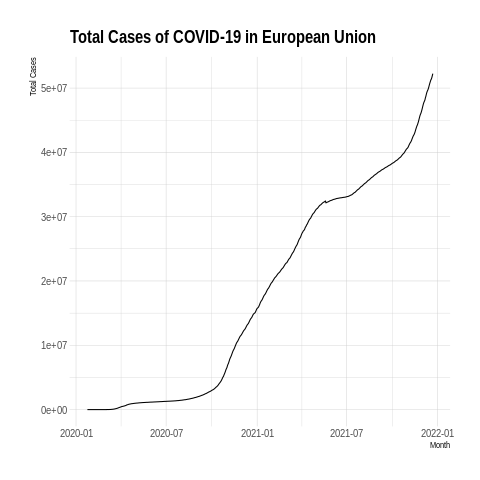 Total Cases of COVID-19 in European Union
Total Cases
5e+07
4e+07
3e+07
2e+07
1e+07
0e+00
2020-01 2020-07 2021-01 2021-07 2022-01
Month